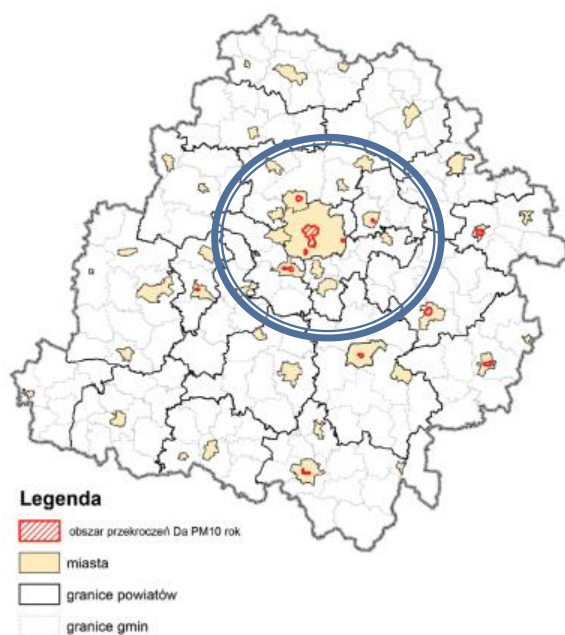 Legenda
obszar przekroczeń Da PM10 rok
miasta
granice powiatów
granice gmin